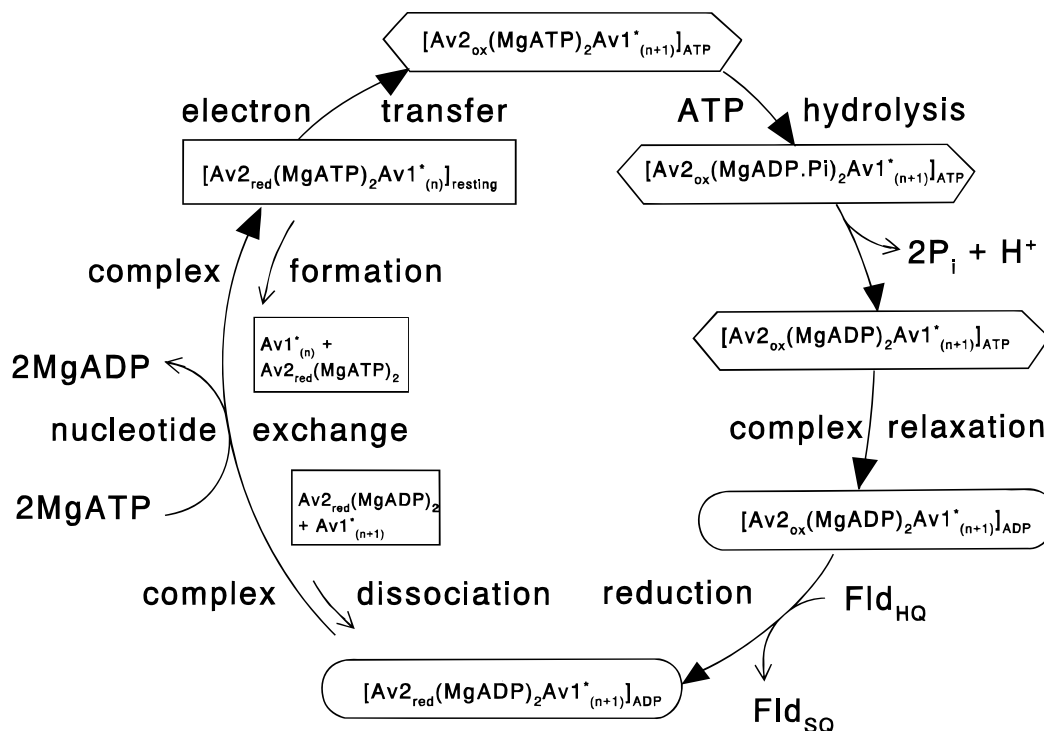 [Av2ox(MgATP)2Av1*(n+1)]ATP
electron transfer
ATP hydrolysis
[Av2red(MgATP)2Av1*(n)]resting
[Av2ox(MgADP.Pi)2Av1*(n+1)]ATP
complex formation
2Pi + H+
Av1*(n) +
Av2red(MgATP)2
[Av2ox(MgADP)2Av1*(n+1)]ATP
2MgADP
nucleotide exchange
complex relaxation
2MgATP
Av2red(MgADP)2
+ Av1*(n+1)
[Av2ox(MgADP)2Av1*(n+1)]ADP
complex dissociation
reduction
FldHQ
[Av2red(MgADP)2Av1*(n+1)]ADP
FldSQ